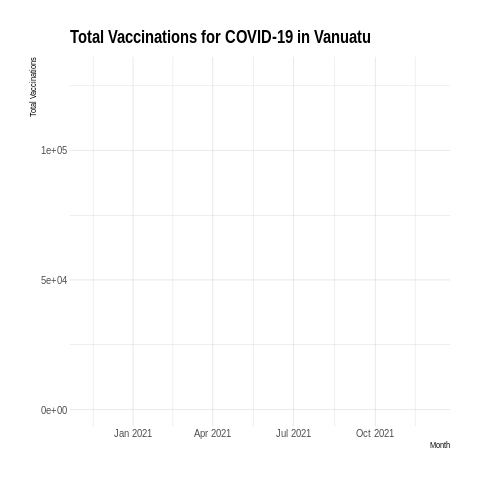 Total Vaccinations for COVID-19 in Vanuatu
Total Vaccinations
1e+05
5e+04
0e+00
Jan 2021 Apr 2021 Jul 2021 Oct 2021
Month